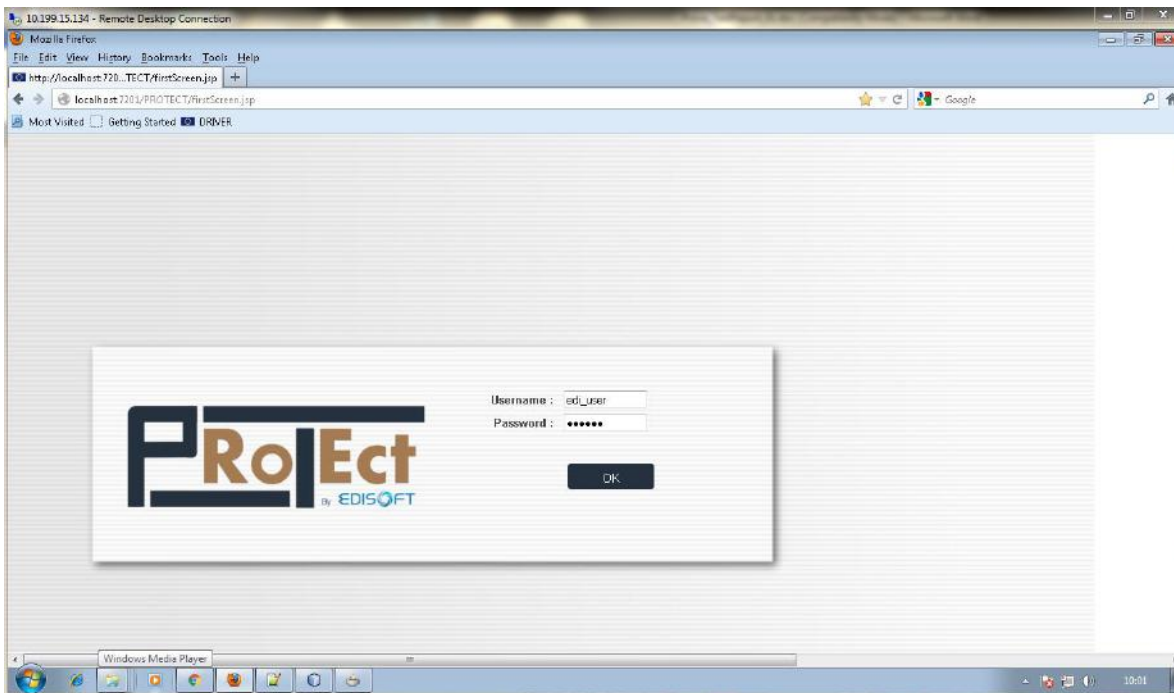 10.199.15.134 - Remote Desktop Connection
Mozilla Firefox
File Edit View History Bookmarks Tools Help
http://localhost:720...TECT/firstScreen.jsp +
localhost:7201/PROTECT/firstScreen.jsp Google
Most Visited Getting Started DRIVER
Username : edi_user
Password : ••••••
PRotEct
OK
By EDISOFT
Windows Media Player
10:01